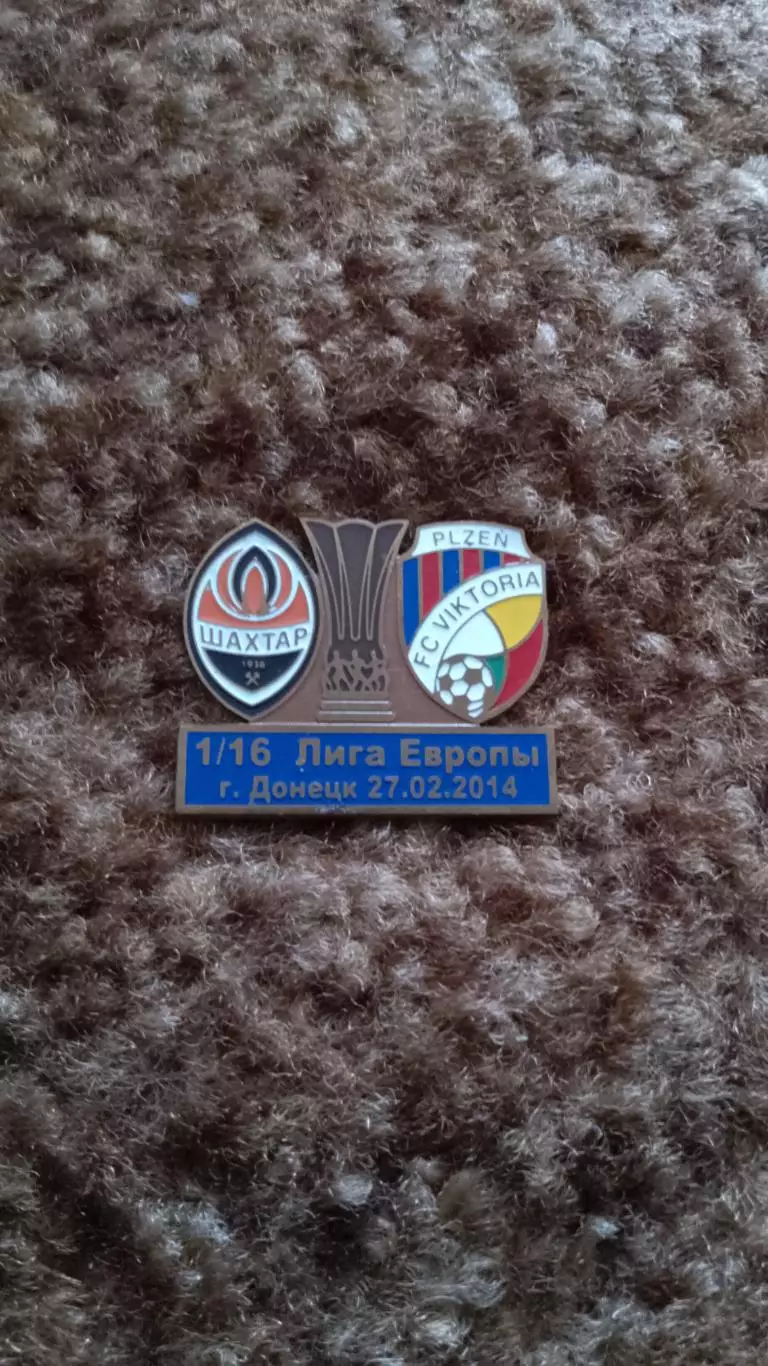 ШАХТАР
1936
PLZEŇ
FC VIKTORIA
1/16 Лига Европы
г. Донецк 27.02.2014